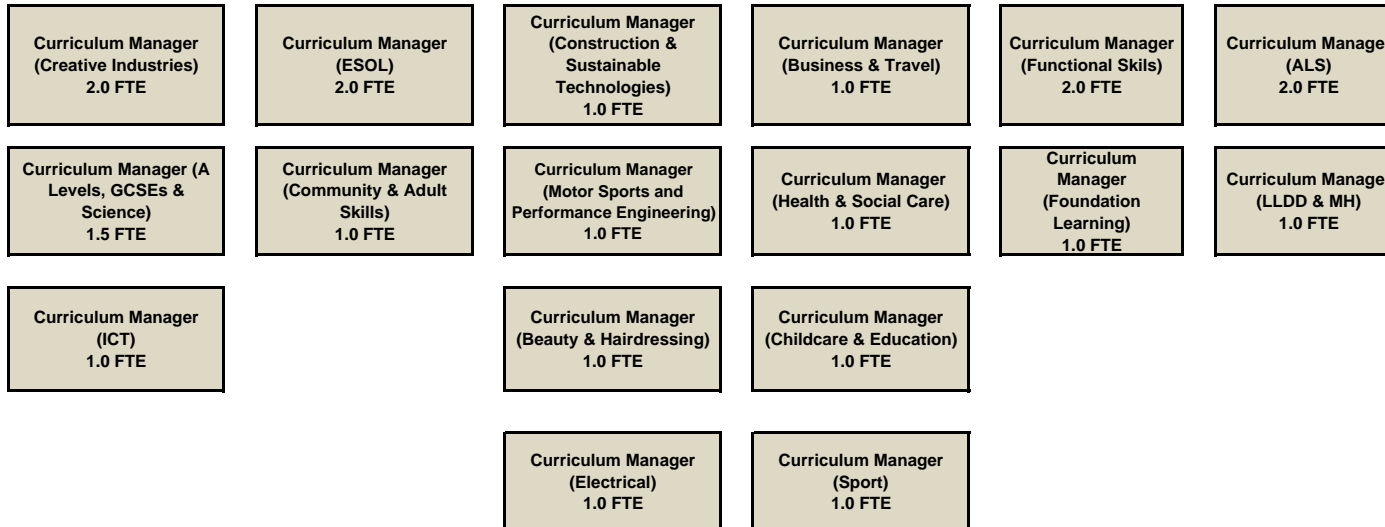 Curriculum Manager
(Creative Industries)
2.0 FTE
Curriculum Manager
(ESOL)
2.0 FTE
Curriculum Manager
(Construction &
Sustainable
Technologies)
1.0 FTE
Curriculum Manager
(Business & Travel)
1.0 FTE
Curriculum Manager
(Functional Skils)
2.0 FTE
Curriculum Manage
(ALS)
2.0 FTE
Curriculum Manager (A
Levels, GCSEs &
Science)
1.5 FTE
Curriculum Manager
(Community & Adult
Skills)
1.0 FTE
Curriculum Manager
(Motor Sports and
Performance Engineering)
1.0 FTE
Curriculum Manager
(Health & Social Care)
1.0 FTE
Curriculum
Manager
(Foundation
Learning)
1.0 FTE
Curriculum Manage
(LLDD & MH)
1.0 FTE
Curriculum Manager
(ICT)
1.0 FTE
Curriculum Manager
(Beauty & Hairdressing)
1.0 FTE
Curriculum Manager
(Childcare & Education)
1.0 FTE
Curriculum Manager
(Electrical)
1.0 FTE
Curriculum Manager
(Sport)
1.0 FTE